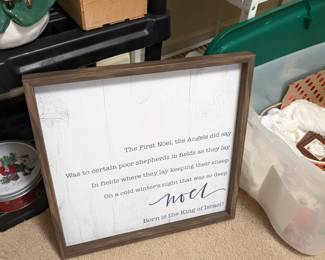 The First Noel, the Angels did say
Was to certain poor shepherds in fields as they lay
In fields where they lay keeping their sheep
On a cold winter's night that was so deep
noel
Born is the King of Israel!